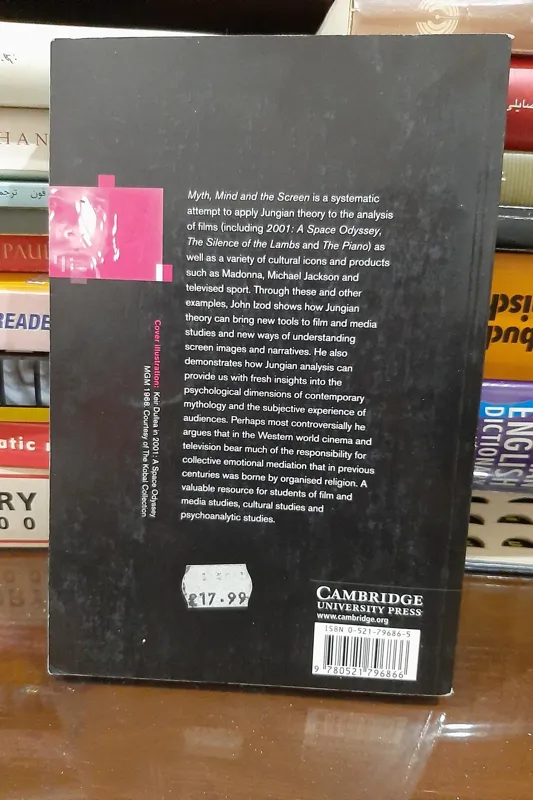 Myth, Mind and the Screen is a systematic
attempt to apply Jungian theory to the analysis
of films (including 2001: A Space Odyssey,
The Silence of the Lambs and The Piano) as
well as a variety of cultural icons and products
such as Madonna, Michael Jackson and
televised sport. Through these and other
examples, John Izod shows how Jungian
theory can bring new tools to film and media
studies and new ways of understanding
screen images and narratives. He also
demonstrates how Jungian analysis can
provide us with fresh insights into the
psychological dimensions of contemporary
mythology and the subjective experience of
audiences. Perhaps most controversially he
argues that in the Western world cinema and
television bear much of the responsibility for
collective emotional mediation that in previous
centuries was borne by organised religion. A
valuable resource for students of film and
media studies, cultural studies and
psychoanalytic studies.
Cover illustration: Keir Dullea in 2001: A Space Odyssey
MGM 1968. Courtesy of The Kobal Collection
£17.99
CAMBRIDGE
UNIVERSITY PRESS
www.cambridge.org
ISBN 0-521-79686-5
9 780521 796866
HAN
PAUL
READE
atic
RY
00
ENGLISH
DICTION